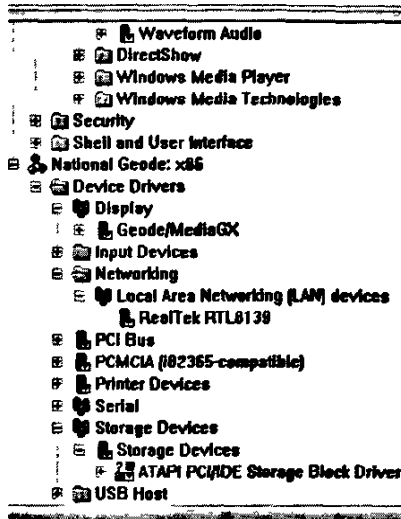 Waveform Audio
DirectShow
Windows Media Player
Windows Media Technologies
Security
Shell and User Interface
National Geode: x86
Device Drivers
Display
Geode/MediaGX
Input Devices
Networking
Local Area Networking (LAN) devices
RealTek RTL8139
PCI Bus
PCMCIA (i82365-compatible)
Printer Devices
Serial
Storage Devices
Storage Devices
ATAPI PCI/IDE Storage Block Driver
USB Host